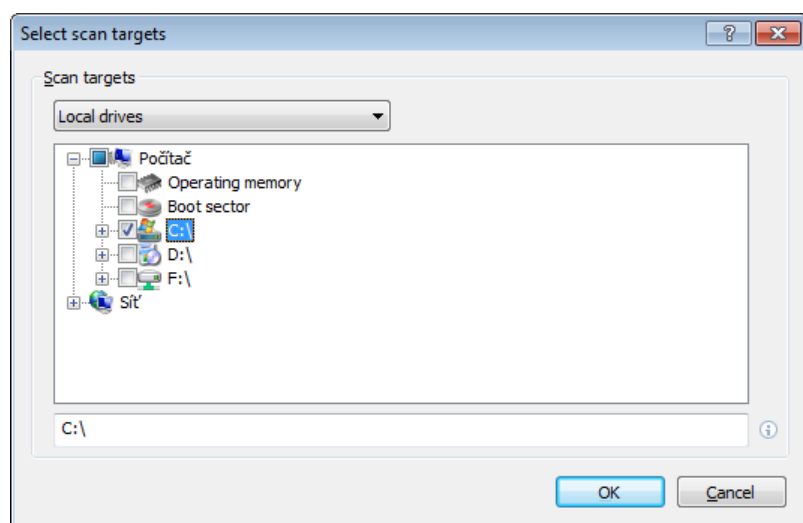 Select scan targets
Scan targets
Local drives
Počítač
Operating memory
Boot sector
C:\
D:\
F:\
Síť
C:\
OK
Cancel